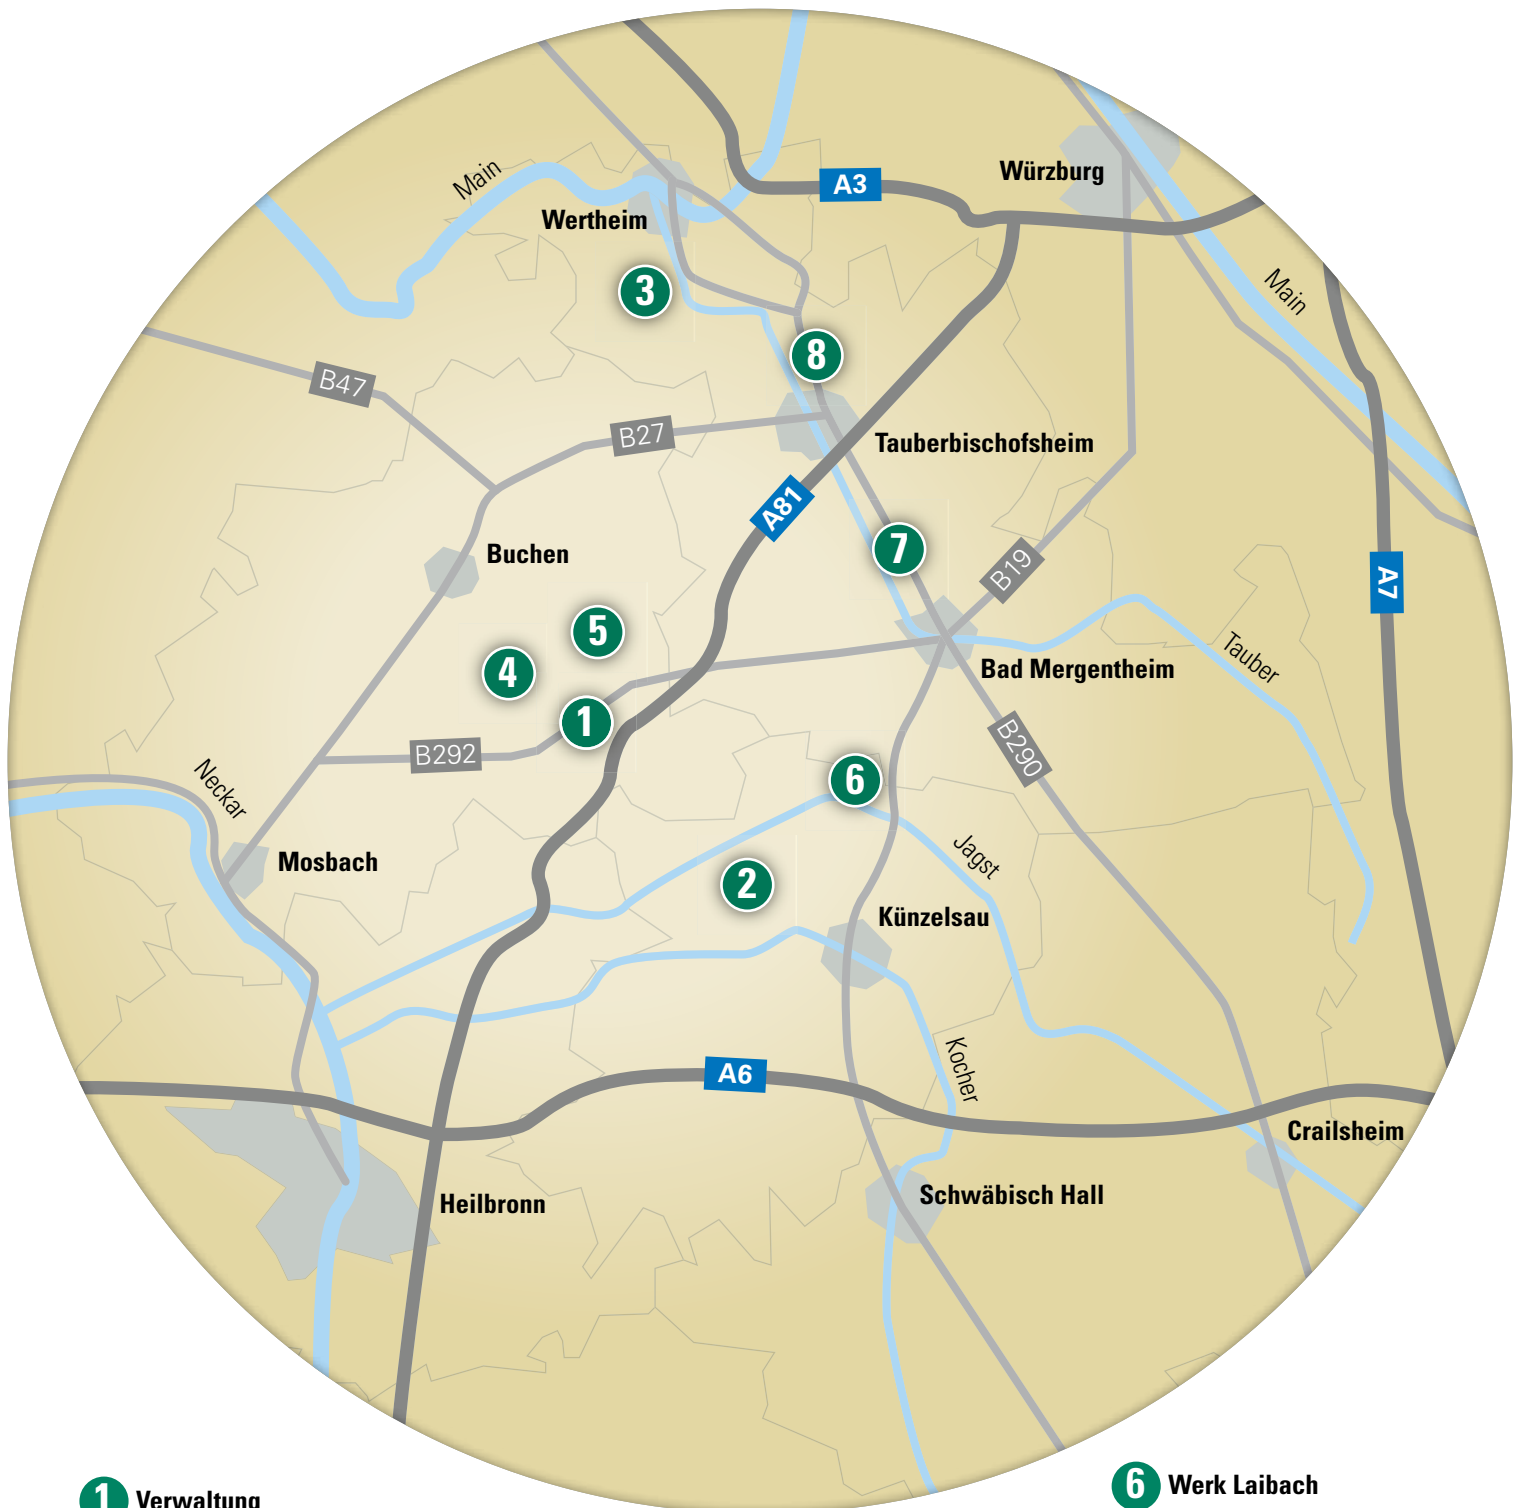 A3
Würzburg
Main
Wertheim
Main
3
8
B47
B27
Tauberbischofsheim
A81
7
Buchen
B19
A7
5
Tauber
4
Bad Mergentheim
1
B292
B290
6
Neckar
Mosbach
Jagst
2
Künzelsau
Kocher
A6
Crailsheim
Heilbronn
Schwäbisch Hall
6 Werk Laibach
1 Verwaltung